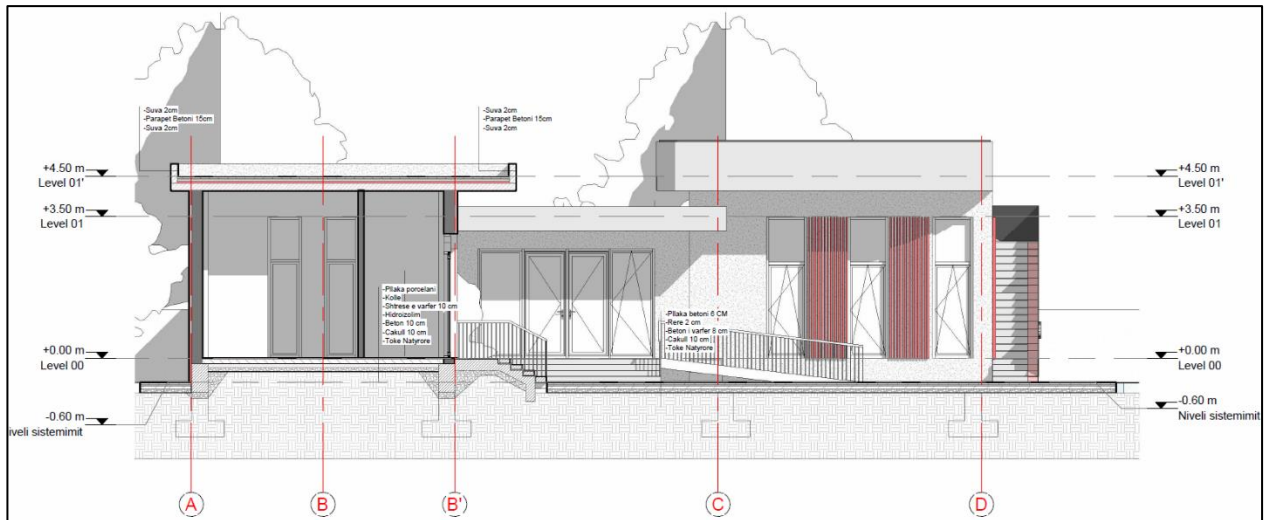 -Suva 2cm
-Parapet Betoni 15cm
-Suva 2cm
-Suva 2cm
-Parapet Betoni 15cm
-Suva 2cm
+4.50 m
Level 01'
+4.50 m
Level 01'
+3.50 m
Level 01
+3.50 m
Level 01
-Pllaka porcelani
-Kolle
-Shtrese e varfer 10 cm
-Hidroizolim
-Beton 10 cm
-Cakull 10 cm
-Toke Natyrore
-Pllaka betoni 6 CM
-Rere 2 cm
-Beton i varfer 8 cm
-Cakull 10 cm
-Toke Natyrore
+0.00 m
Level 00
+0.00 m
Level 00
-0.60 m
iveli sistemimit
-0.60 m
Niveli sistemimit
A
B
B'
C
D